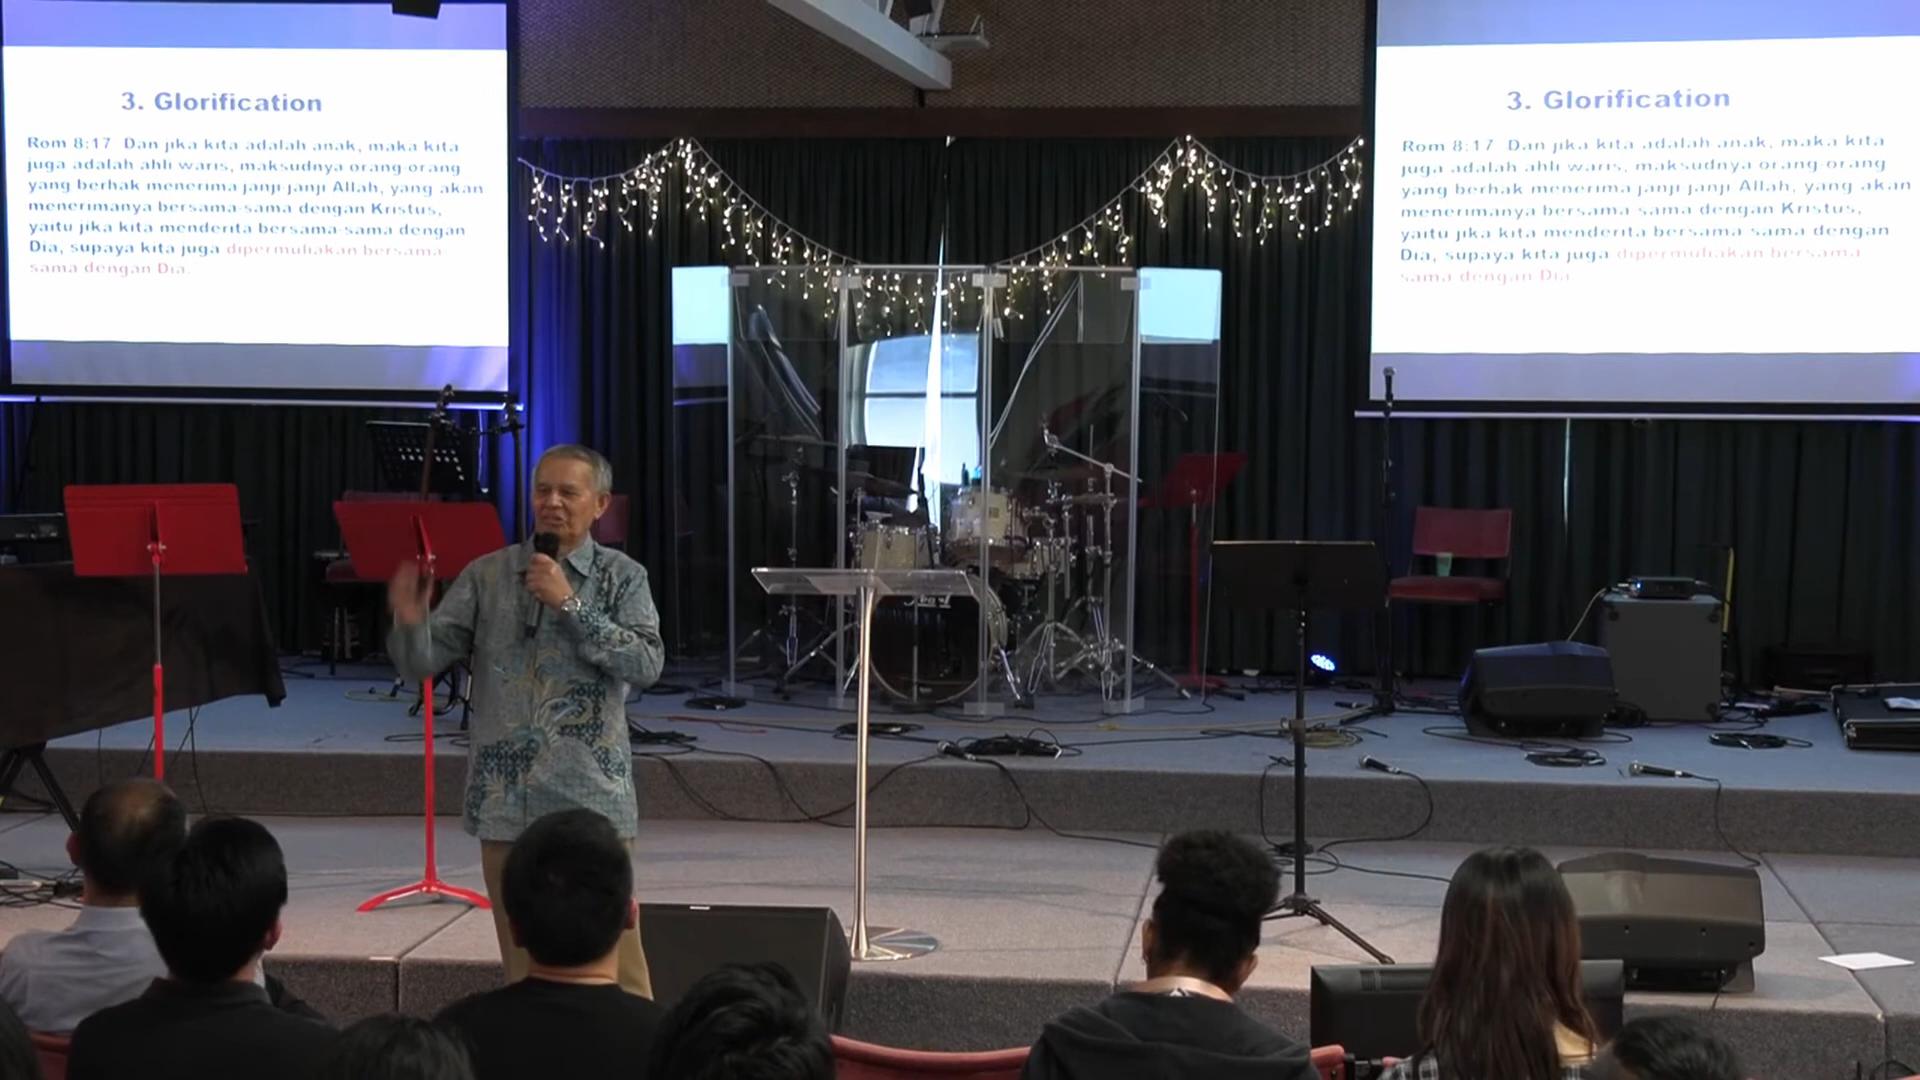 3. Glorification
Rom 8:17 Dan jika kita adalah anak, maka kita
juga adalah ahli waris, maksudnya orang-orang
yang berhak menerima janji-janji Allah, yang akan
menerimanya bersama-sama dengan Kristus,
yaitu jika kita menderita bersama-sama dengan
Dia, supaya kita juga dipermuliakan bersama-
sama dengan Dia.
3. Glorification
Rom 8:17 Dan jika kita adalah anak, maka kita
juga adalah ahli waris, maksudnya orang-orang
yang berhak menerima janji-janji Allah, yang akan
menerimanya bersama-sama dengan Kristus,
yaitu jika kita menderita bersama-sama dengan
Dia, supaya kita juga dipermuliakan bersama-
sama dengan Dia.
Pearl